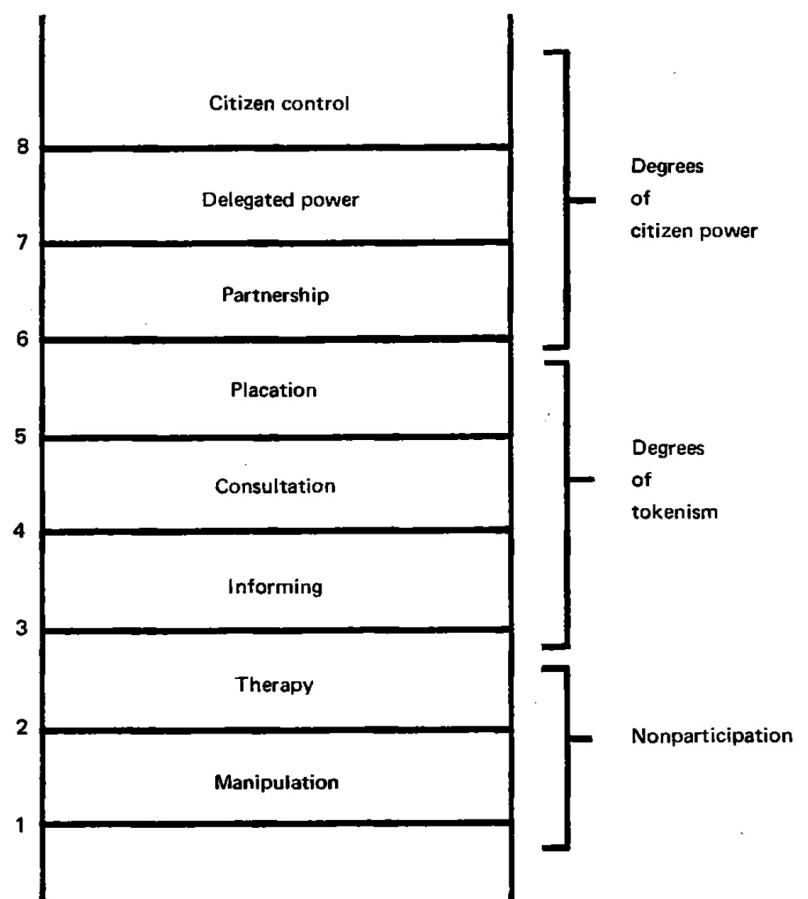 Citizen control
8
Delegated power
7
Partnership
6
Placation
5
Consultation
4
Informing
3
Therapy
2
Manipulation
1
Degrees
of
citizen power
Degrees
of
tokenism
Nonparticipation